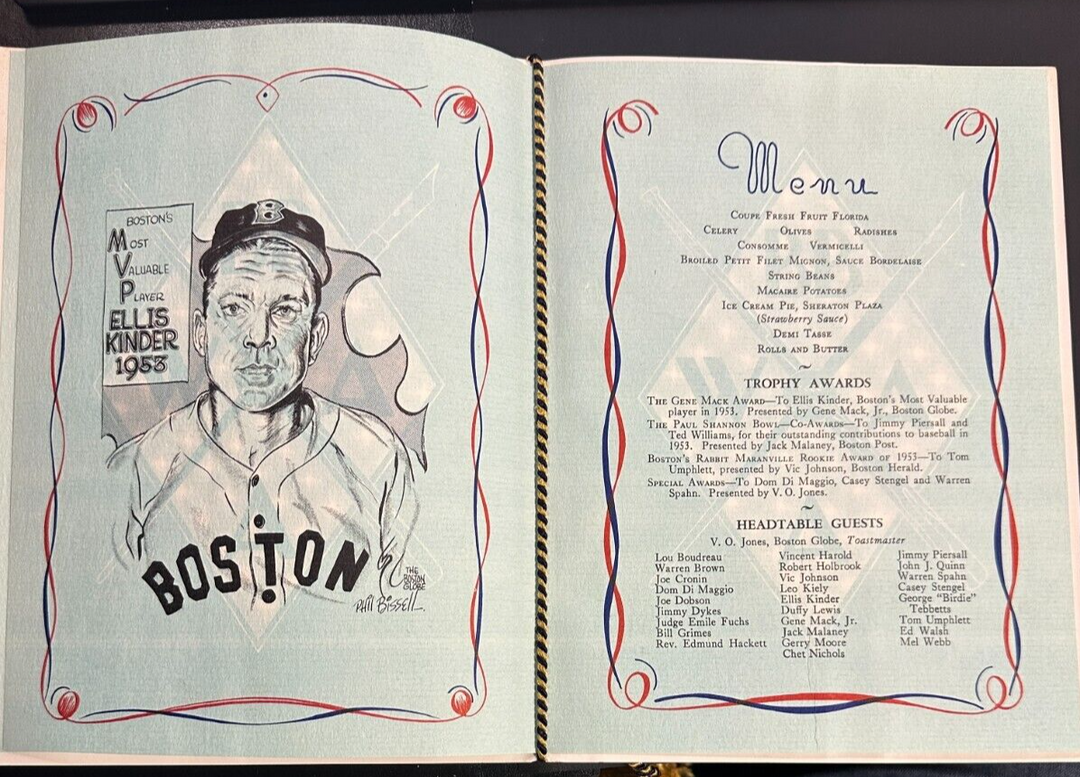 B
BOSTON'S
MOST
VALUABLE
PLAYER
ELLIS
KINDER
1953
BOSTON
THE
BOSTON
GLOBE
PHIL BISSELL
Menu
COUPE FRESH FRUIT FLORIDA
CELERY OLIVES RADISHES
CONSOMME VERMICELLI
BROILED PETIT FILET MIGNON, SAUCE BORDELAISE
STRING BEANS
MACAIRE POTATOES
ICE CREAM PIE, SHERATON PLAZA
(Strawberry Sauce)
DEMI TASSE
ROLLS AND BUTTER
~
TROPHY AWARDS
THE GENE MACK AWARD—To Ellis Kinder, Boston's Most Valuable
player in 1953. Presented by Gene Mack, Jr., Boston Globe.
THE PAUL SHANNON BOWL—CO-AWARDS—To Jimmy Piersall and
Ted Williams, for their outstanding contributions to baseball in
1953. Presented by Jack Malaney, Boston Post.
BOSTON'S RABBIT MARANVILLE ROOKIE AWARD OF 1953—To Tom
Umphlett, presented by Vic Johnson, Boston Herald.
SPECIAL AWARDS—To Dom Di Maggio, Casey Stengel and Warren
Spahn. Presented by V. O. Jones.
~
HEADTABLE GUESTS
V. O. Jones, Boston Globe, Toastmaster
Lou Boudreau
Warren Brown
Joe Cronin
Dom Di Maggio
Joe Dobson
Jimmy Dykes
Judge Emile Fuchs
Bill Grimes
Rev. Edmund Hackett
Vincent Harold
Robert Holbrook
Vic Johnson
Leo Kiely
Ellis Kinder
Duffy Lewis
Gene Mack, Jr.
Jack Malaney
Gerry Moore
Chet Nichols
Jimmy Piersall
John J. Quinn
Warren Spahn
Casey Stengel
George "Birdie"
Tebbetts
Tom Umphlett
Ed Walsh
Mel Webb